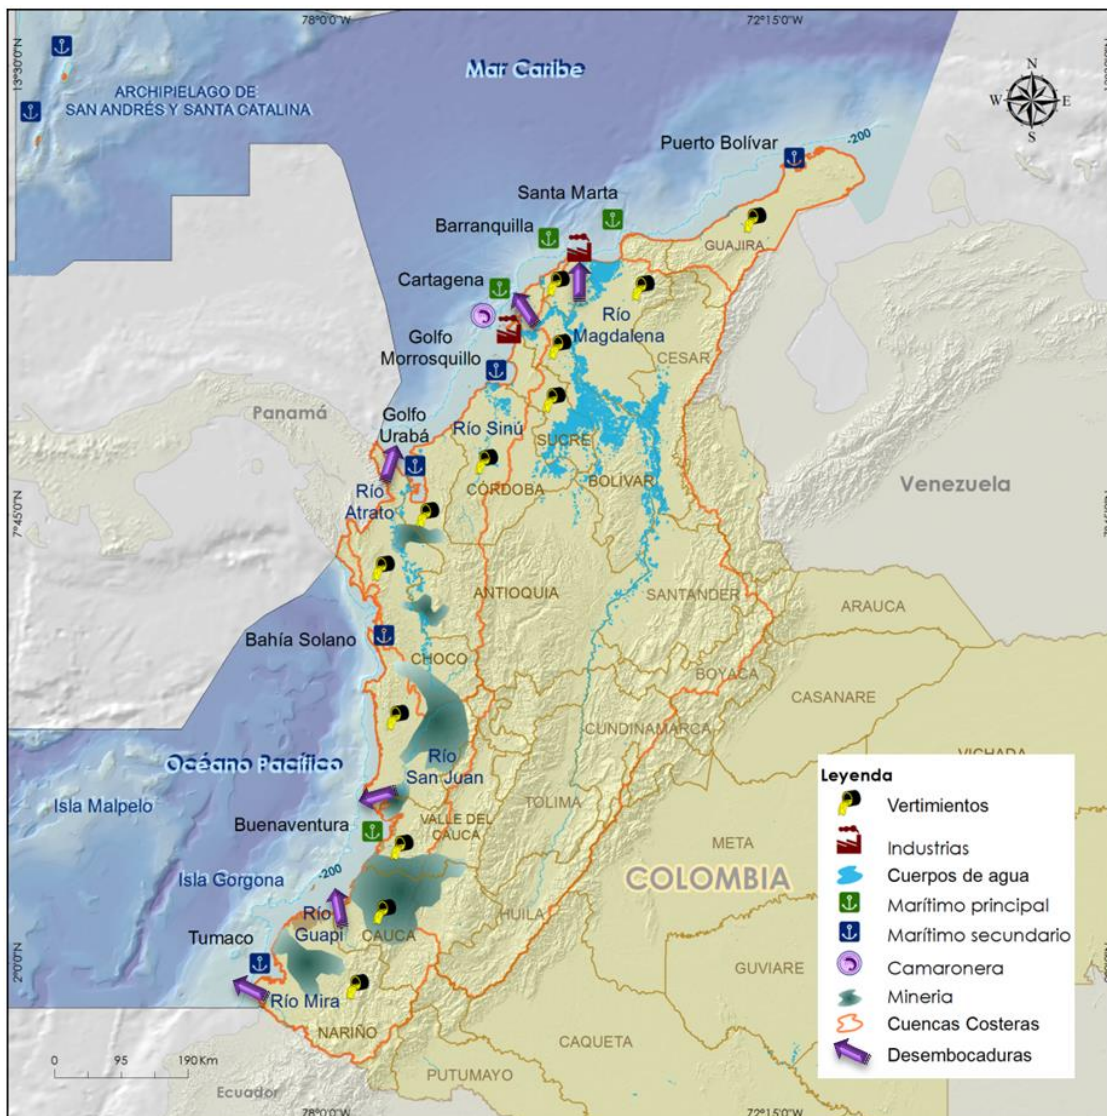 78°0'0"W
72°15'0"W
13°30'0"N
Mar Caribe
N
W
E
S
ARCHIPIELAGO DE
SAN ANDRÉS Y SANTA CATALINA
-200
Puerto Bolívar
Santa Marta
Barranquilla
GUAJIRA
Cartagena
Río
Magdalena
Golfo
Morrosquillo
CESAR
Panamá
Golfo
Urabá
Río Sinú
SUCRE
CÓRDOBA
BOLÍVAR
Venezuela
Río
Atrato
7°45'0"N
ANTIOQUIA
SANTANDER
ARAUCA
Bahía Solano
CHOCO
BOYACA
CASANARE
CUNDINAMARCA
Océano Pacífico
Río
San Juan
VICHADA
Isla Malpelo
TOLIMA
Buenaventura
VALLE DEL
CAUCA
META
-200
Isla Gorgona
COLOMBIA
HUILA
Río
Guapi
CAUCA
Tumaco
2°0'0"N
GUVIARE
Río Mira
NARIÑO
CAQUETA
PUTUMAYO
Ecuador
0
95
190 Km
78°0'0"W
72°15'0"W
Leyenda
Vertimientos
Industrias
Cuerpos de agua
Marítimo principal
Marítimo secundario
Camaronera
Mineria
Cuencas Costeras
Desembocaduras